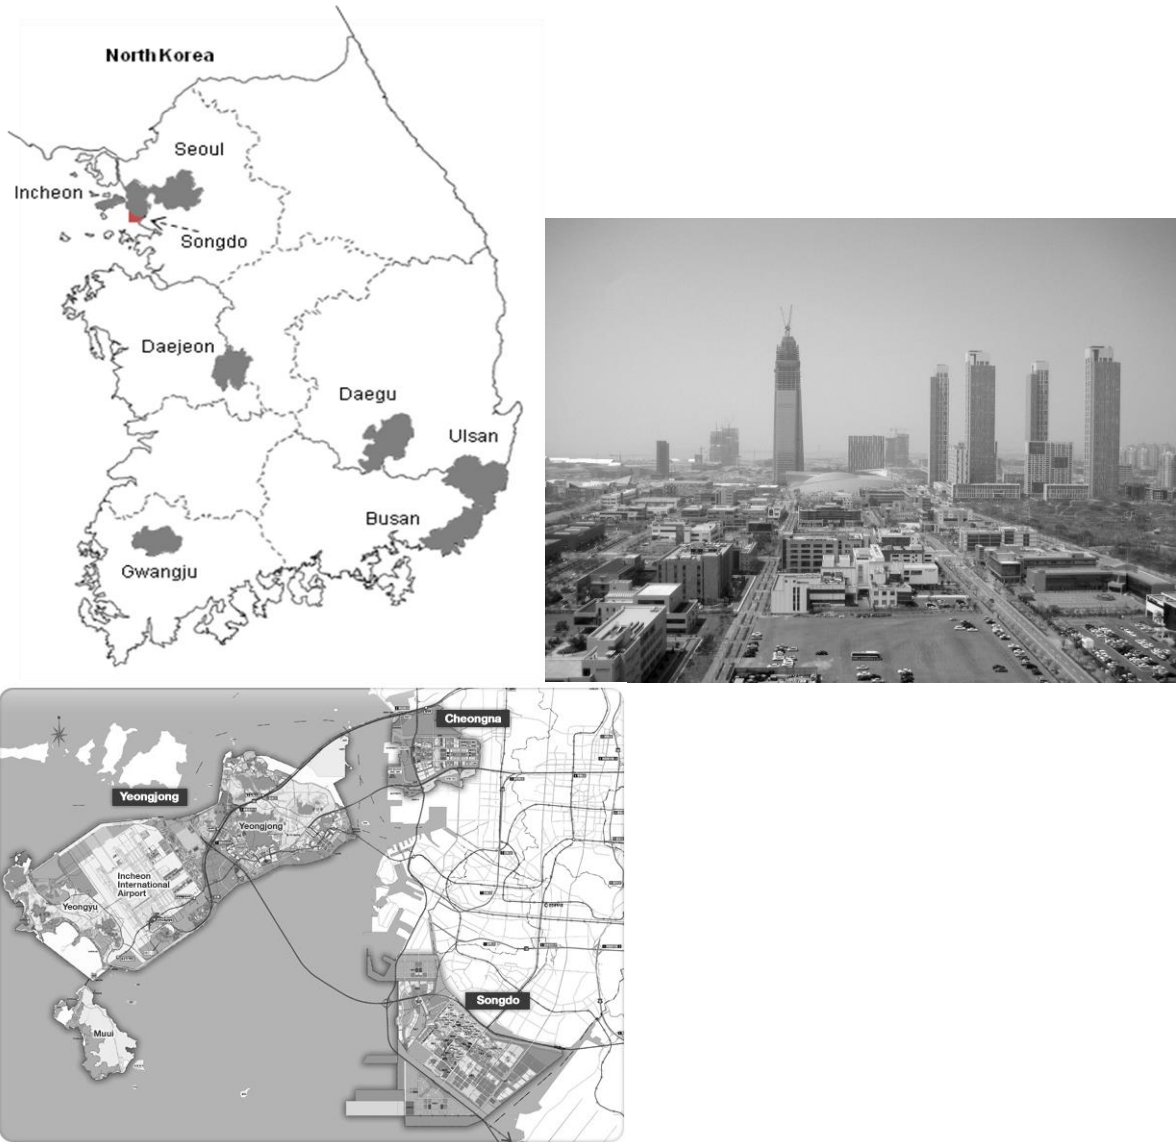 North Korea
Seoul
Incheon
Songdo
Daejeon
Daegu
Ulsan
Busan
Gwangju
Cheongna
Yeongjong
Yeongjong
Incheon
International
Airport
Yeongyu
Songdo
Muui